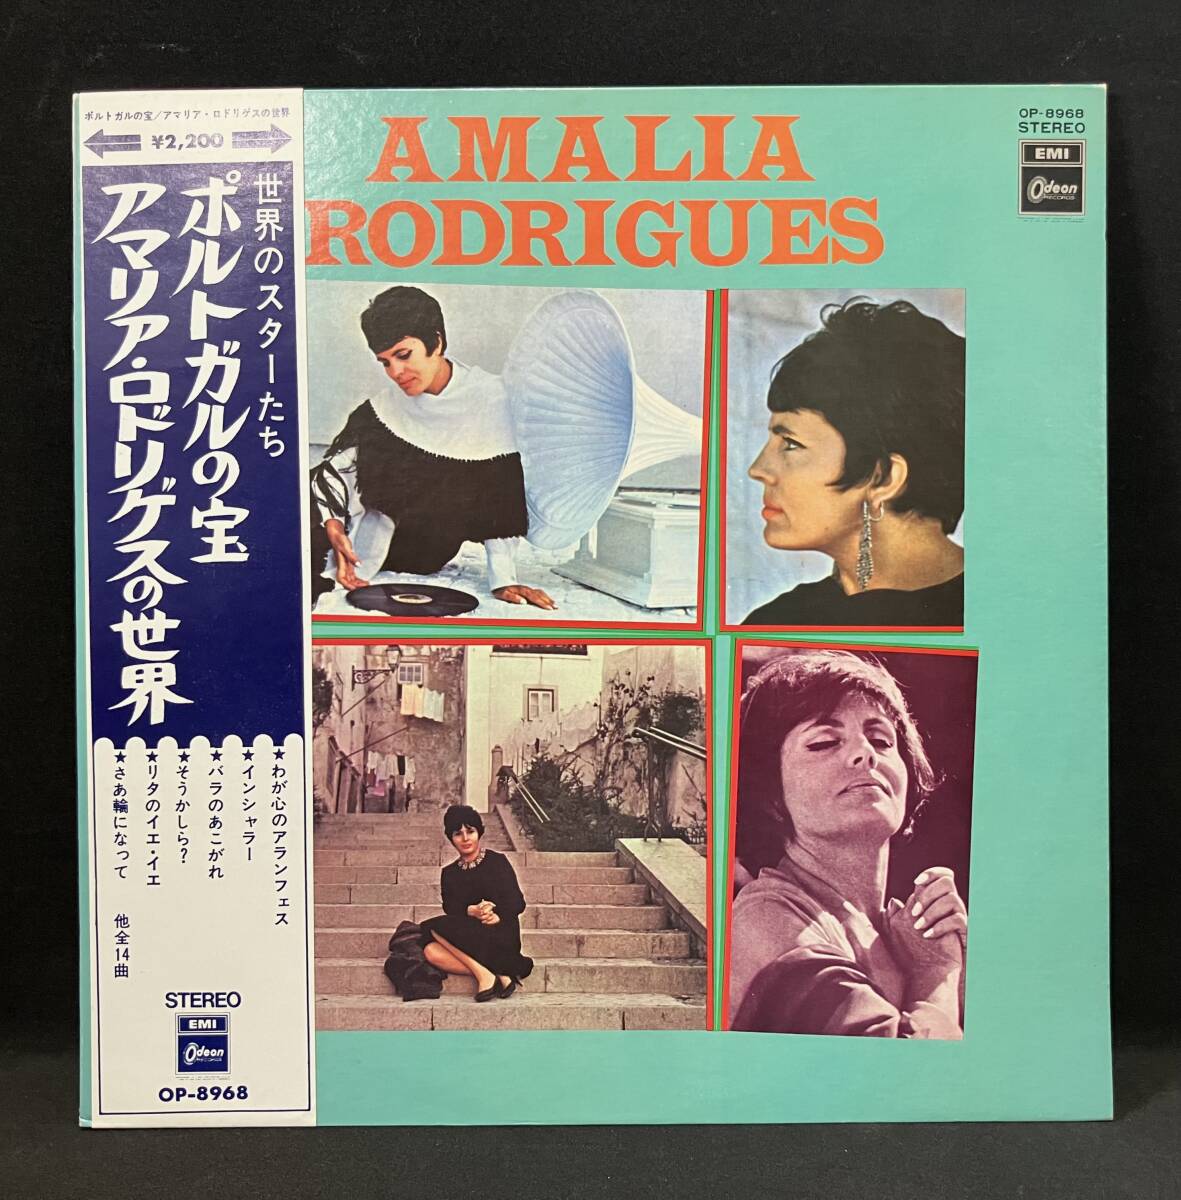 ポルトガルの宝/アマリア・ロドリゲスの世界
¥2,200
世界のスターたち
ポルトガルの宝
アマリア・ロドリゲスの世界
★わが心のアランフェス
★インシャラー
★バラのあこがれ
★そうかしら?
★リタのイエ・イエ
★さあ輪になって 他全14曲
STEREO
EMI
Odeon
RECORDS
OP-8968
AMALIA
RODRIGUES
OP-8968
STEREO
EMI
Odeon
RECORDS